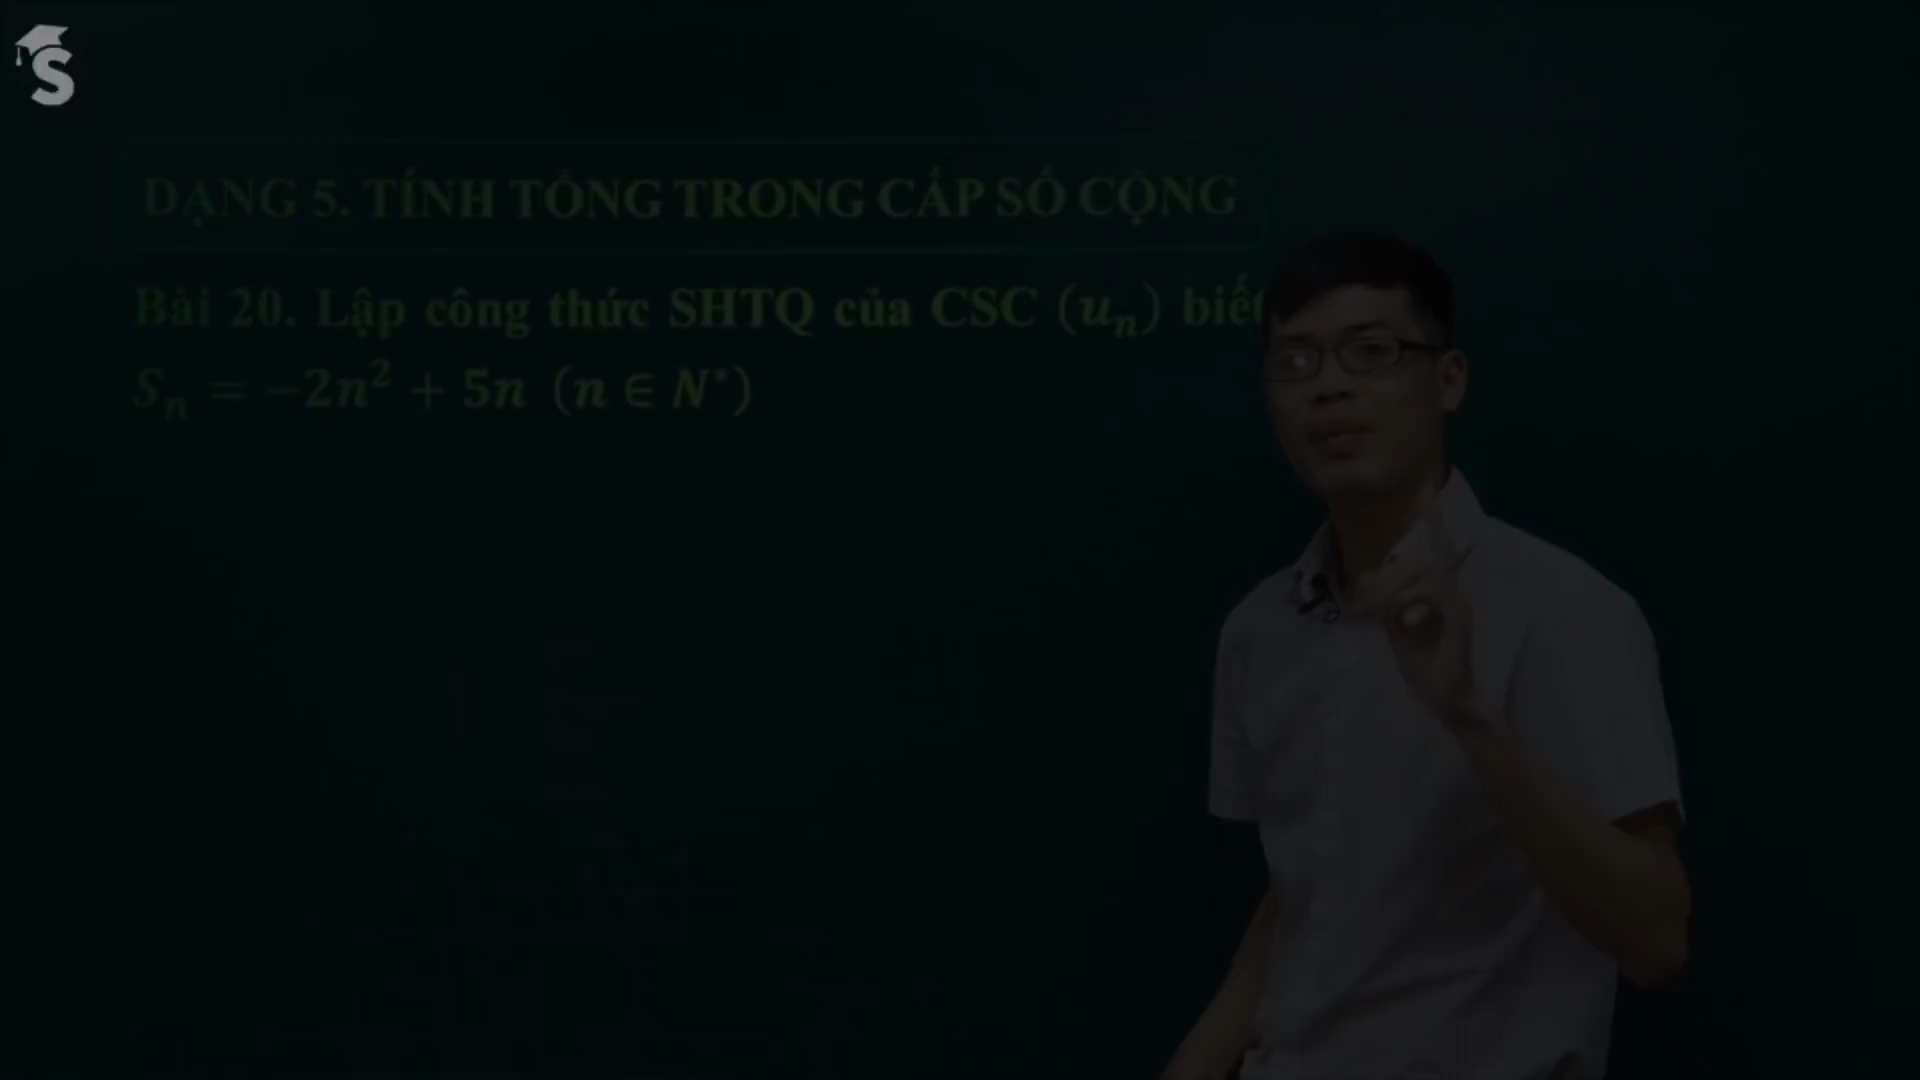 S
DẠNG 5. TÍNH TỔNG TRONG CẤP SỐ CỘNG
Bài 20. Lập công thức SHTQ của CSC (uₙ) biết
Sₙ = −2n² + 5n (n ∈ N*)